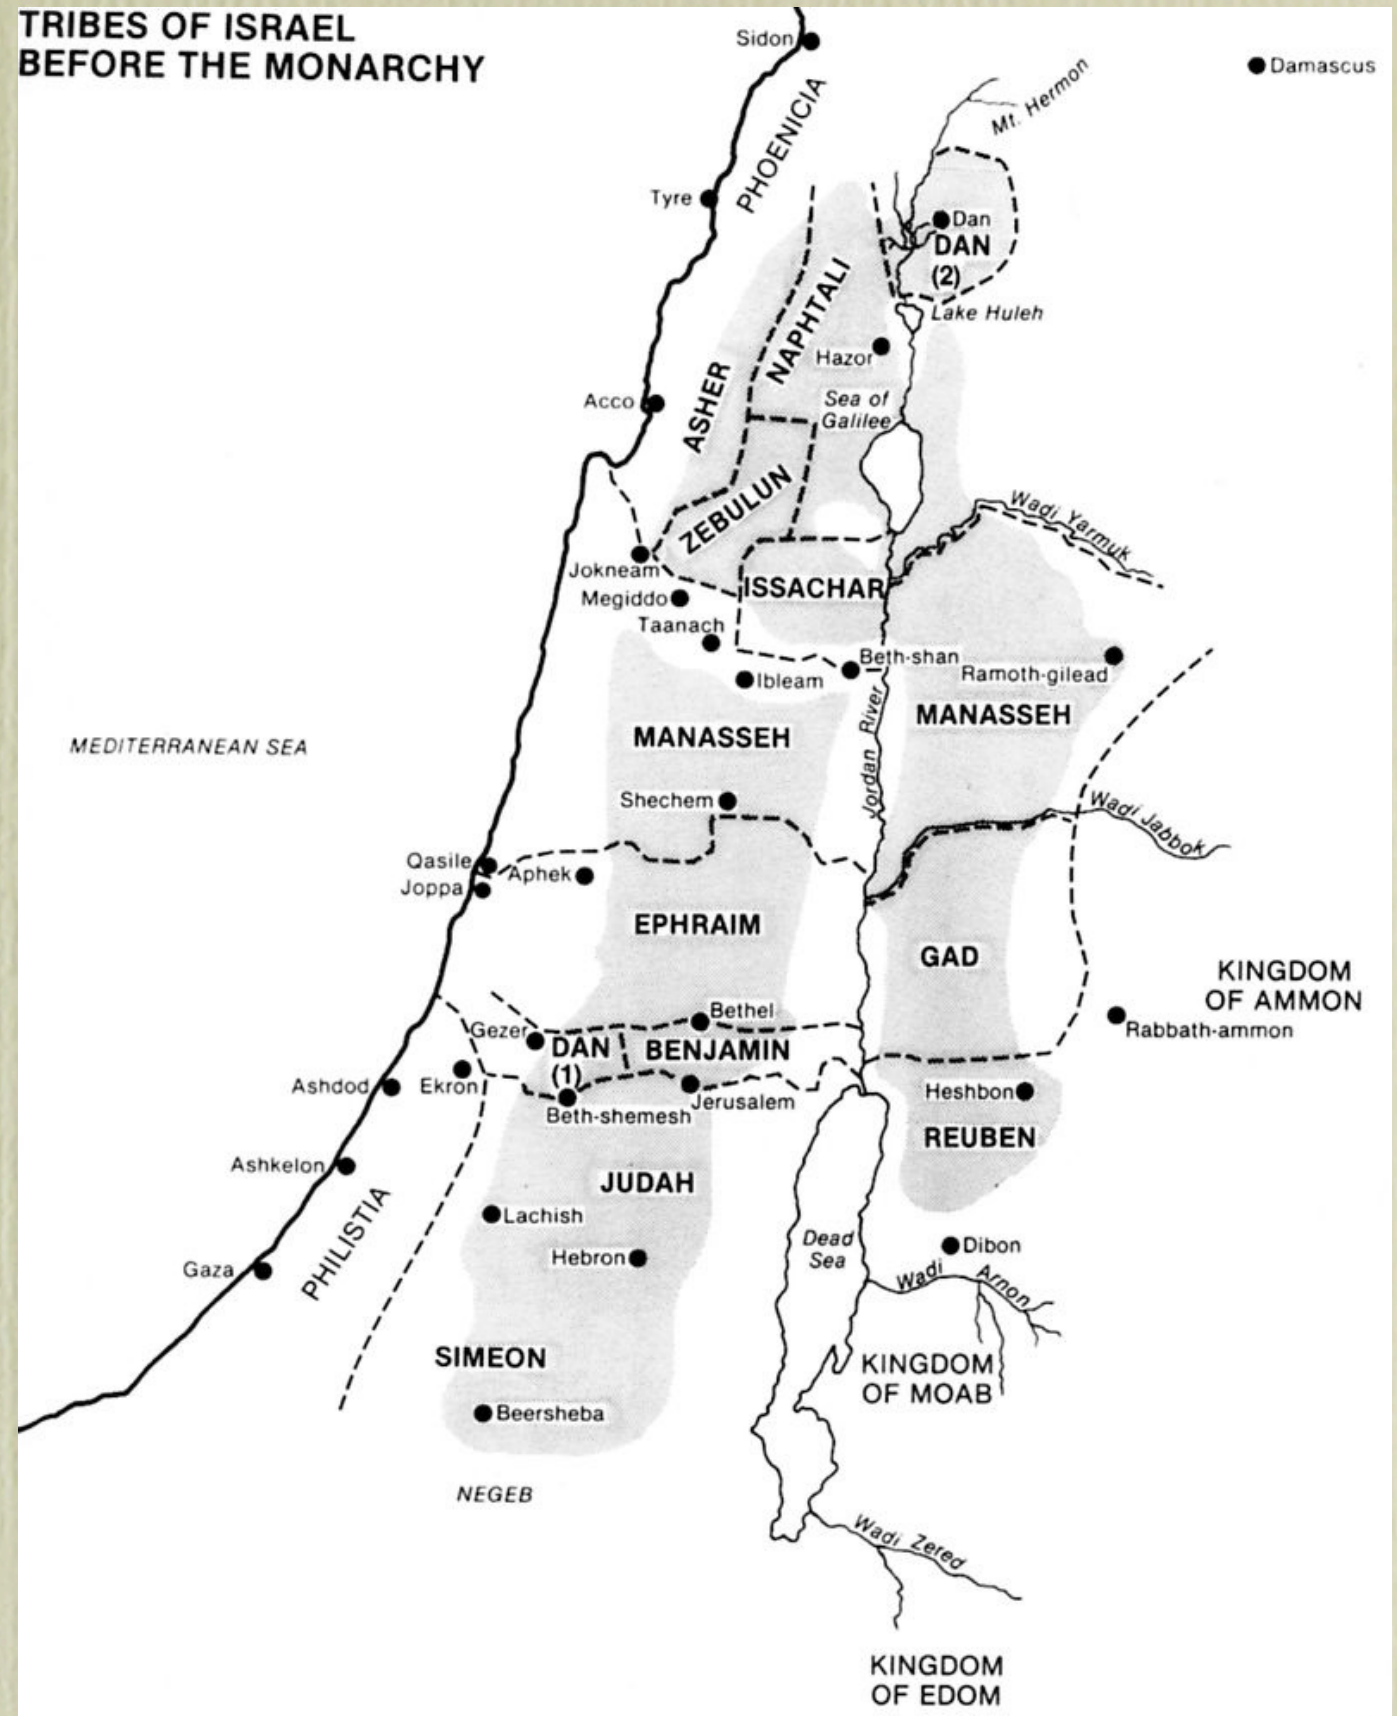 TRIBES OF ISRAEL
BEFORE THE MONARCHY
Sidon
Damascus
PHOENICIA
Mt. Hermon
Tyre
Dan
DAN
(2)
NAPHTALI
Lake Huleh
Hazor
ASHER
Sea of
Galilee
Acco
ZEBULUN
Wadi Yarmuk
Jokneam
ISSACHAR
Megiddo
Taanach
Beth-shan
Ramoth-gilead
Ibleam
MANASSEH
MANASSEH
Jordan River
MEDITERRANEAN SEA
Shechem
Wadi Jabbok
Qasile
Joppa
Aphek
EPHRAIM
GAD
KINGDOM
OF AMMON
Bethel
Rabbath-ammon
Gezer
DAN
(1)
BENJAMIN
Ashdod
Ekron
Heshbon
Jerusalem
Beth-shemesh
REUBEN
Ashkelon
JUDAH
PHILISTIA
Lachish
Dead
Sea
Dibon
Hebron
Gaza
Wadi Arnon
SIMEON
KINGDOM
OF MOAB
Beersheba
NEGEB
Wadi Zered
KINGDOM
OF EDOM